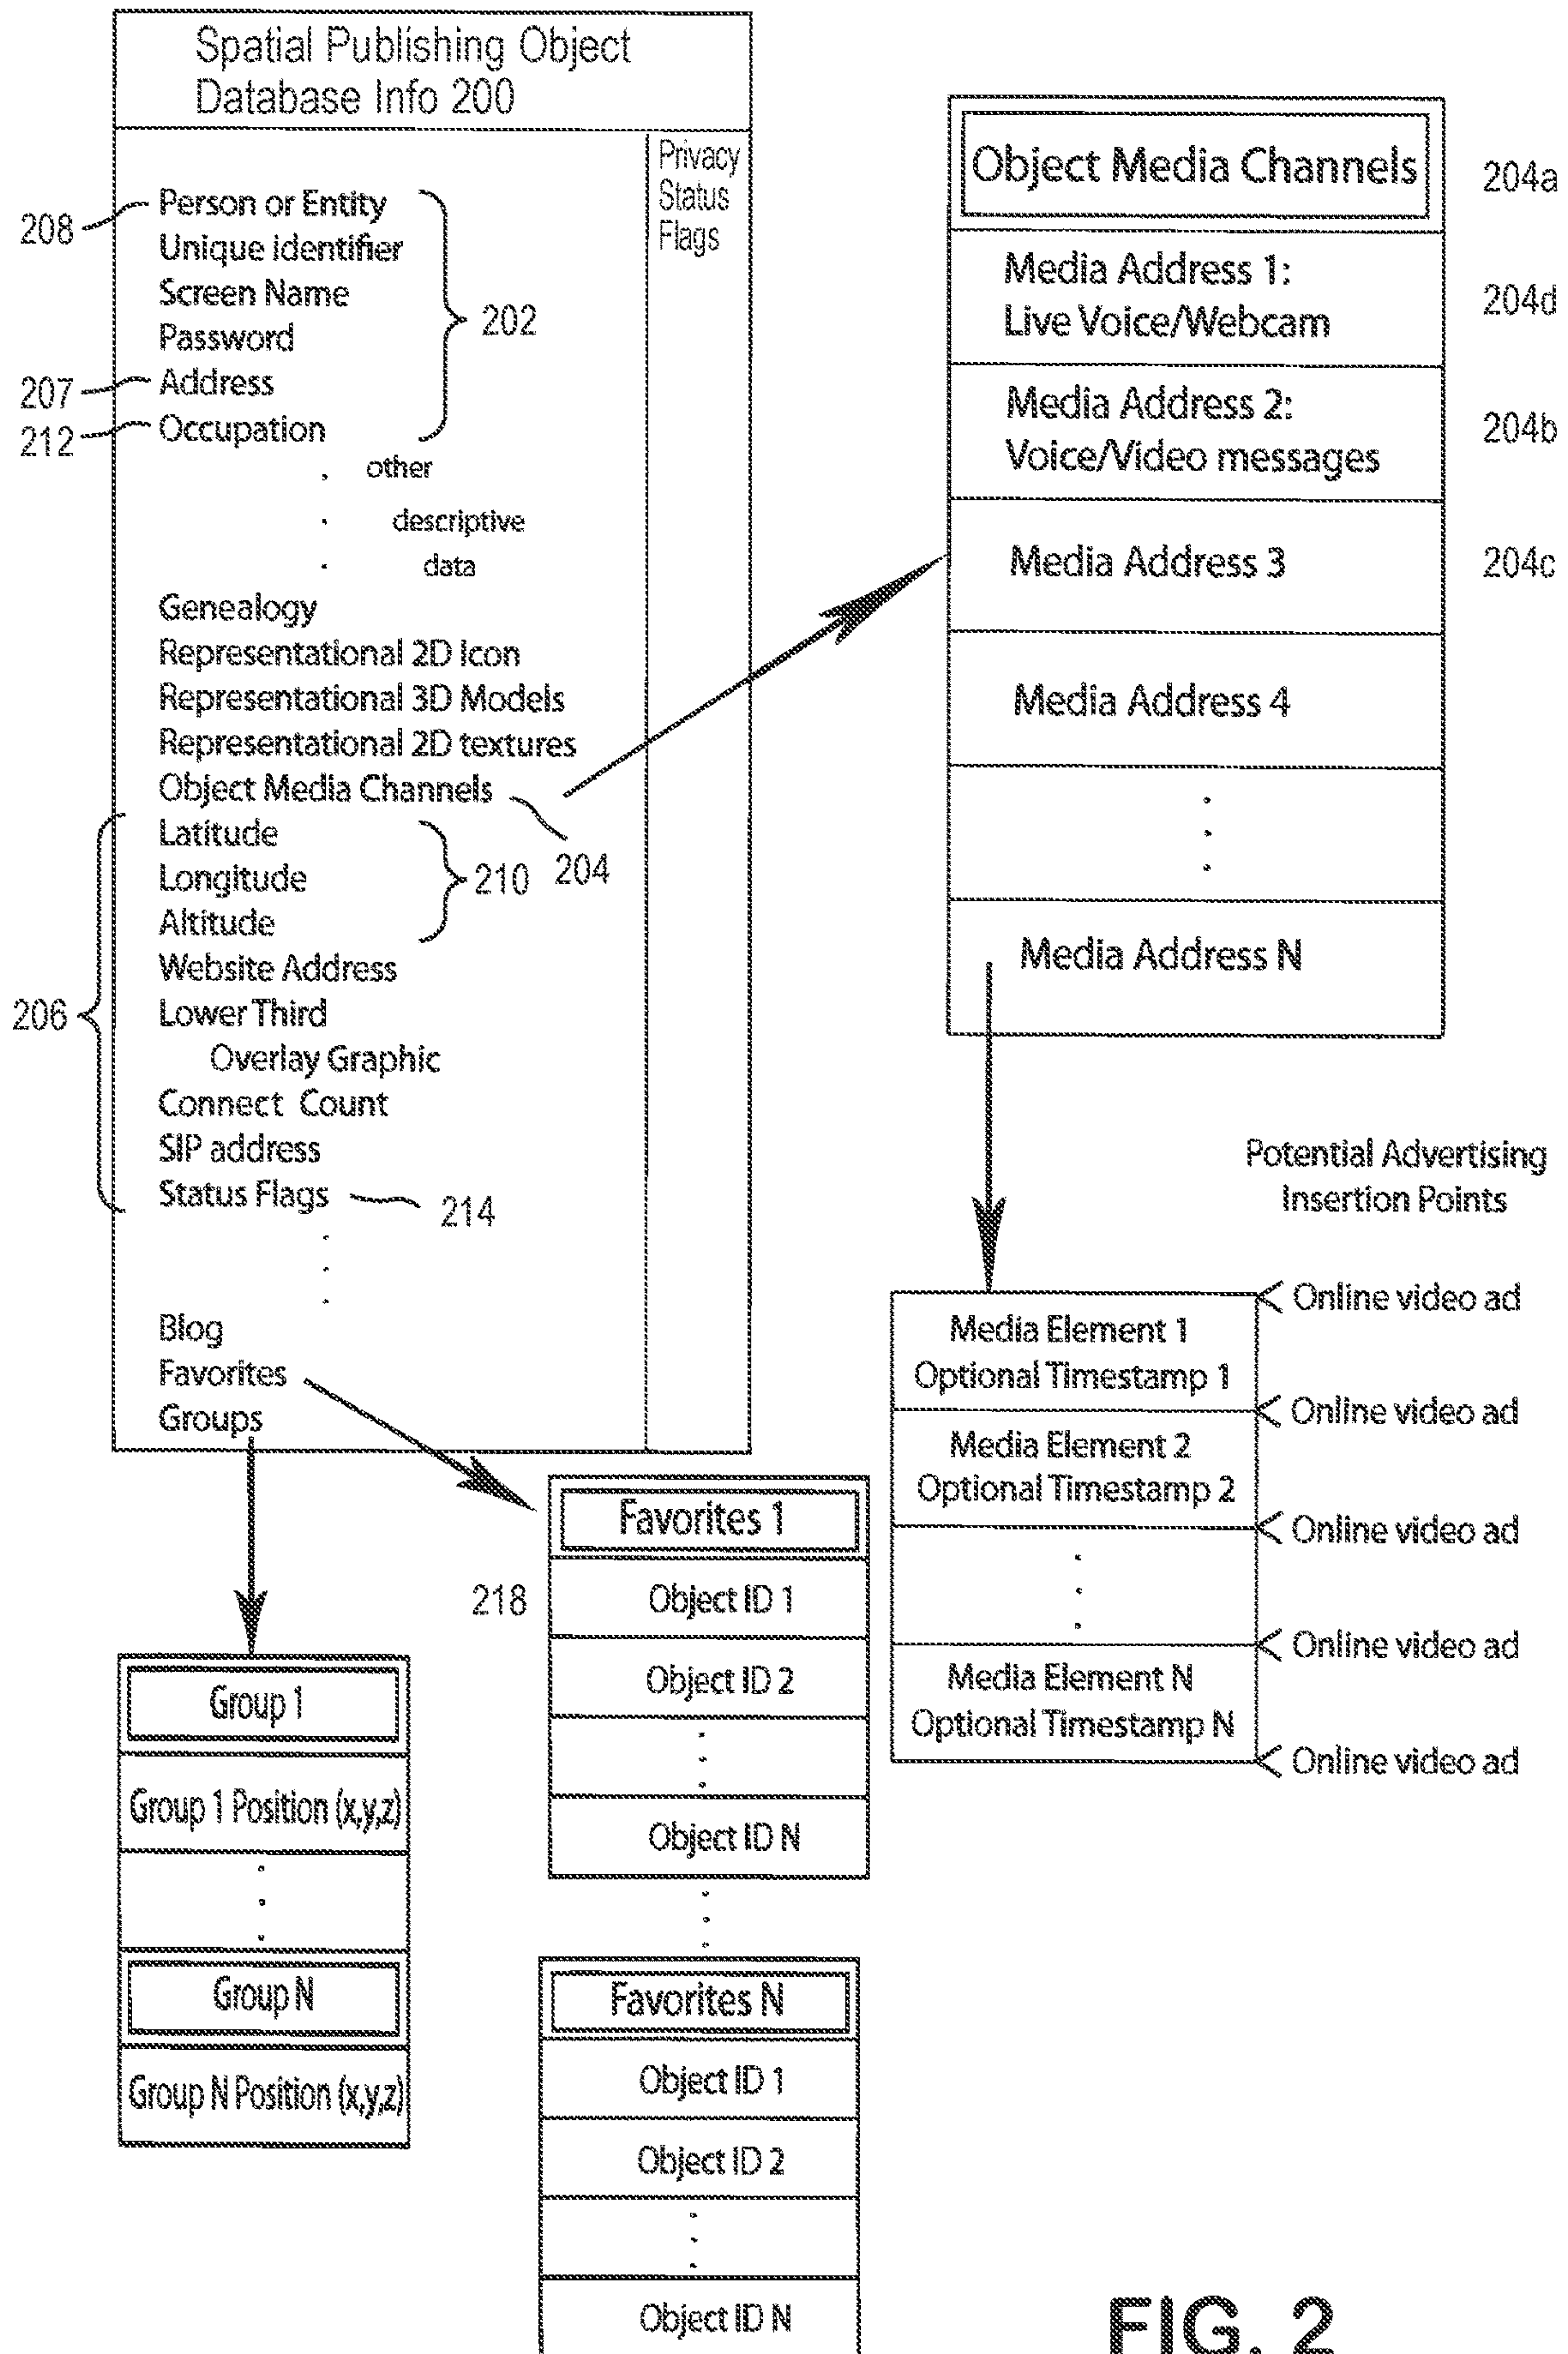 Spatial Publishing Object
Database Info 200
Privacy
Status
Flags
208
Person or Entity
Unique identifier
Screen Name
Password
207
Address
212
Occupation
202
other
descriptive
data
Genealogy
Representational 2D Icon
Representational 3D Models
Representational 2D textures
Object Media Channels
204
206
Latitude
Longitude
Altitude
210
Website Address
Lower Third
Overlay Graphic
Connect Count
SIP address
Status Flags
214
Blog
Favorites
Groups
Object Media Channels
204a
Media Address 1:
Live Voice/Webcam
204d
Media Address 2:
Voice/Video messages
204b
Media Address 3
204c
Media Address 4
Media Address N
Potential Advertising
Insertion Points
Media Element 1
Optional Timestamp 1
Media Element 2
Optional Timestamp 2
Media Element N
Optional Timestamp N
Online video ad
Online video ad
Online video ad
Online video ad
Online video ad
218
Favorites 1
Object ID 1
Object ID 2
Object ID N
Favorites N
Object ID 1
Object ID 2
Object ID N
Group 1
Group 1 Position (x,y,z)
Group N
Group N Position (x,y,z)
FIG. 2